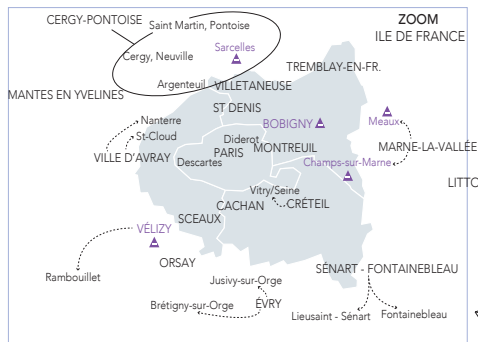 CERGY-PONTOISE
ZOOM
ILE DE FRANCE
Saint Martin, Pontoise
Sarcelles
Cergy, Neuville
TREMBLAY-EN-FR.
Argenteuil
VILLETANEUSE
MANTES EN YVELINES
ST DENIS
Nanterre
BOBIGNY
Meaux
St-Cloud
Diderot
MONTREUIL
MARNE-LA-VALLÉE
VILLE D'AVRAY
PARIS
Descartes
Champs-sur-Marne
LITTO
Vitry/Seine
CACHAN
CRÉTEIL
SCEAUX
VÉLIZY
ORSAY
SÉNART - FONTAINEBLEAU
Rambouillet
Jusivy-sur-Orge
Brétigny-sur-Orge
ÉVRY
Lieusaint - Sénart
Fontainebleau